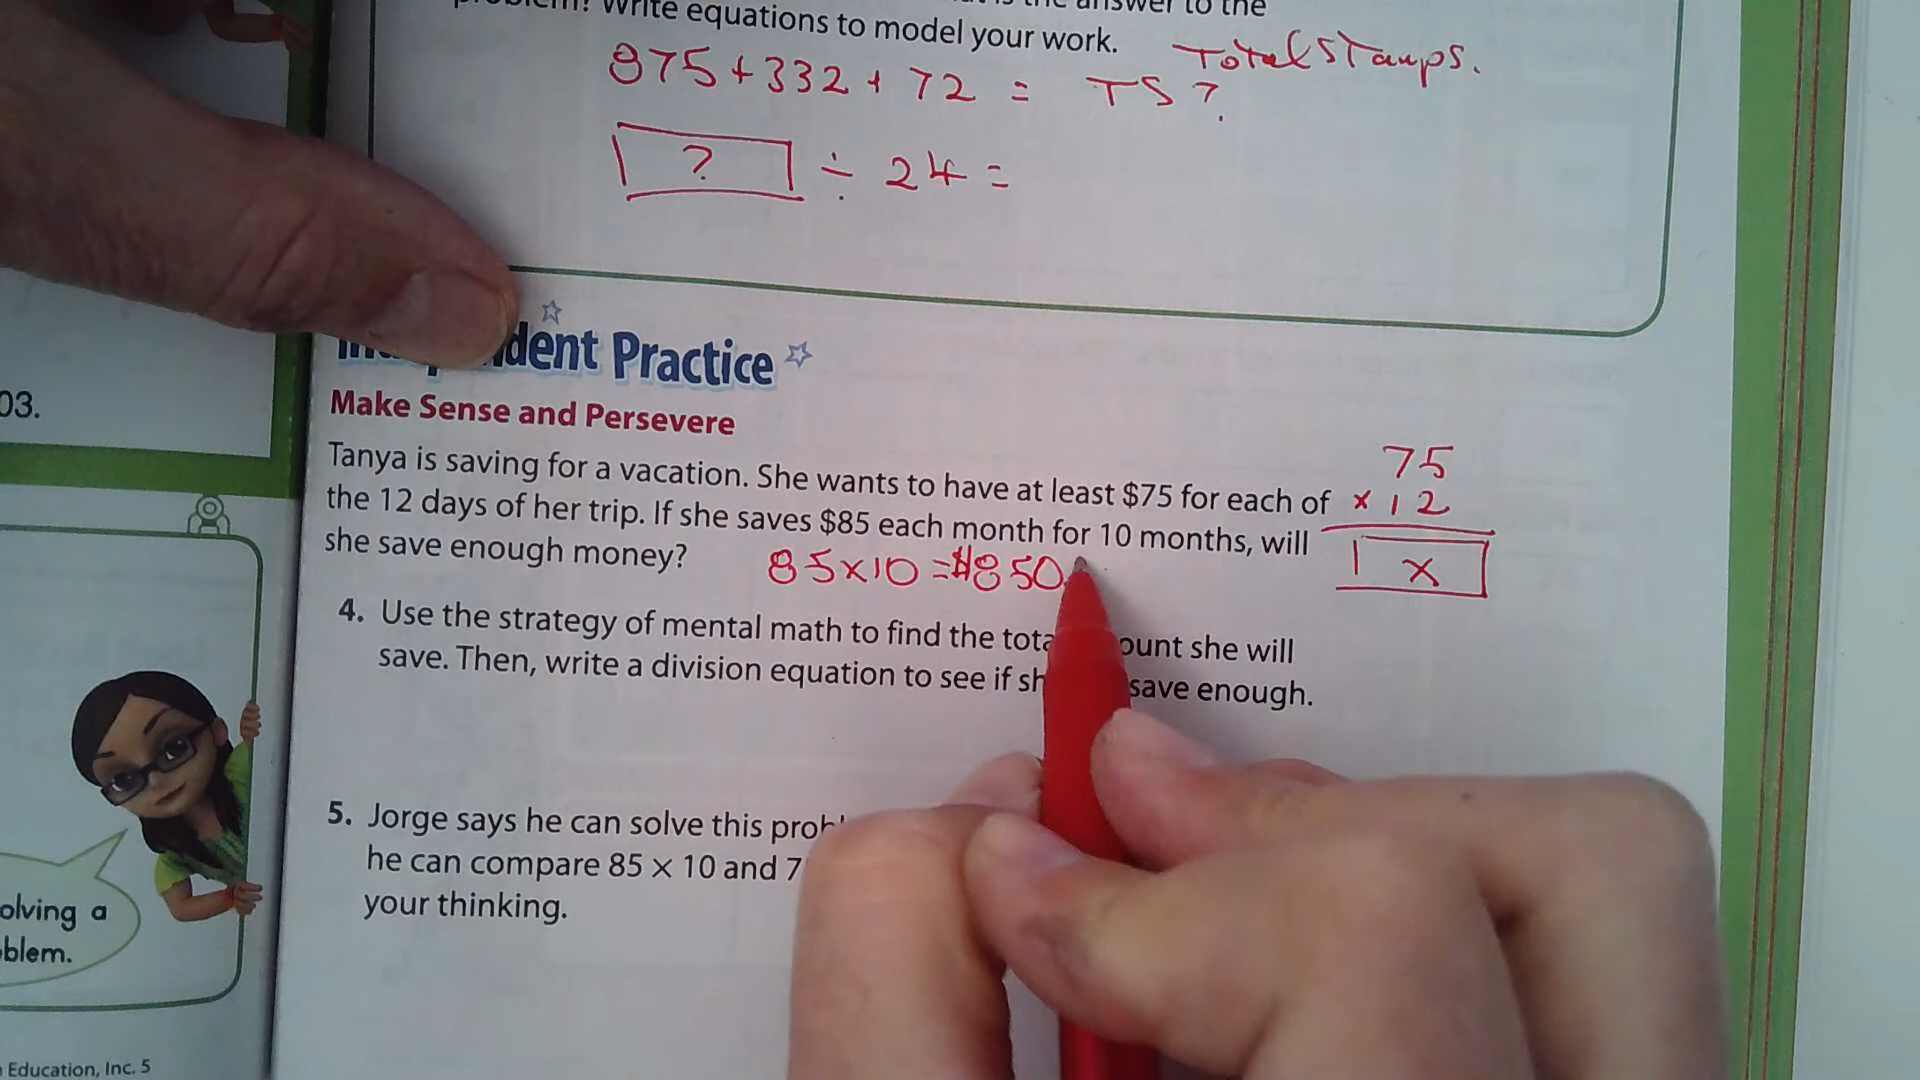 answer to the
Write equations to model your work.
Total Stamps.
875 + 332 + 72 = TS?
? ÷ 24 =
dent Practice
Make Sense and Persevere
03.
Tanya is saving for a vacation. She wants to have at least $75 for each of
the 12 days of her trip. If she saves $85 each month for 10 months, will
she save enough money?
75
x 12
x
85x10 = $850
4. Use the strategy of mental math to find the tota ount she will
save. Then, write a division equation to see if sh save enough.
5. Jorge says he can solve this prob
he can compare 85 × 10 and 7
your thinking.
olving a
blem.
Education, Inc. 5